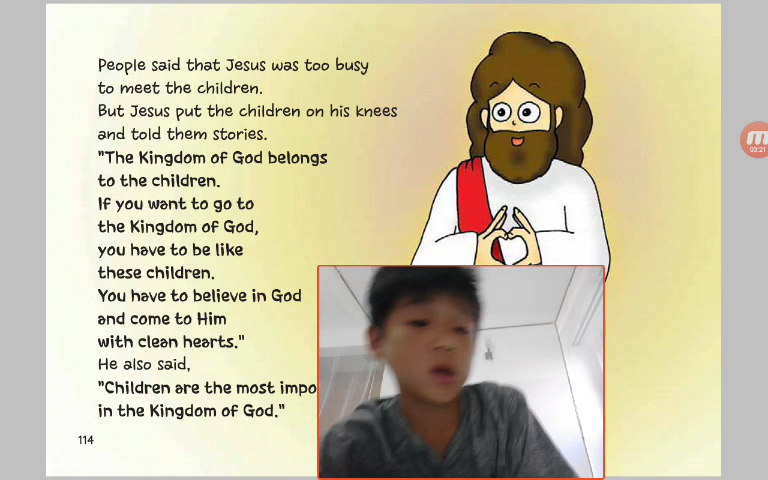 People said that Jesus was too busy
to meet the children.
But Jesus put the children on his knees
and told them stories.
"The Kingdom of God belongs
to the children.
If you want to go to
the Kingdom of God,
you have to be like
these children.
You have to believe in God
and come to Him
with clean hearts."
He also said,
"Children are the most impo
in the Kingdom of God."
114
03:21